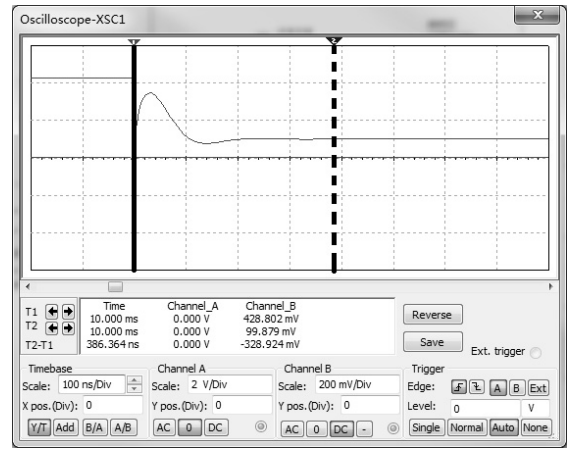 Oscilloscope-XSC1
1
2
Time Channel_A Channel_B
T1 10.000 ms 0.000 V 428.802 mV
T2 10.000 ms 0.000 V 99.879 mV
T2-T1 386.364 ns 0.000 V -328.924 mV
Reverse
Save
Ext. trigger
Timebase
Scale: 100 ns/Div
X pos.(Div): 0
Y/T Add B/A A/B
Channel A
Scale: 2 V/Div
Y pos.(Div): 0
AC 0 DC
Channel B
Scale: 200 mV/Div
Y pos.(Div): 0
AC 0 DC -
Trigger
Edge: A B Ext
Level: 0 V
Single Normal Auto None